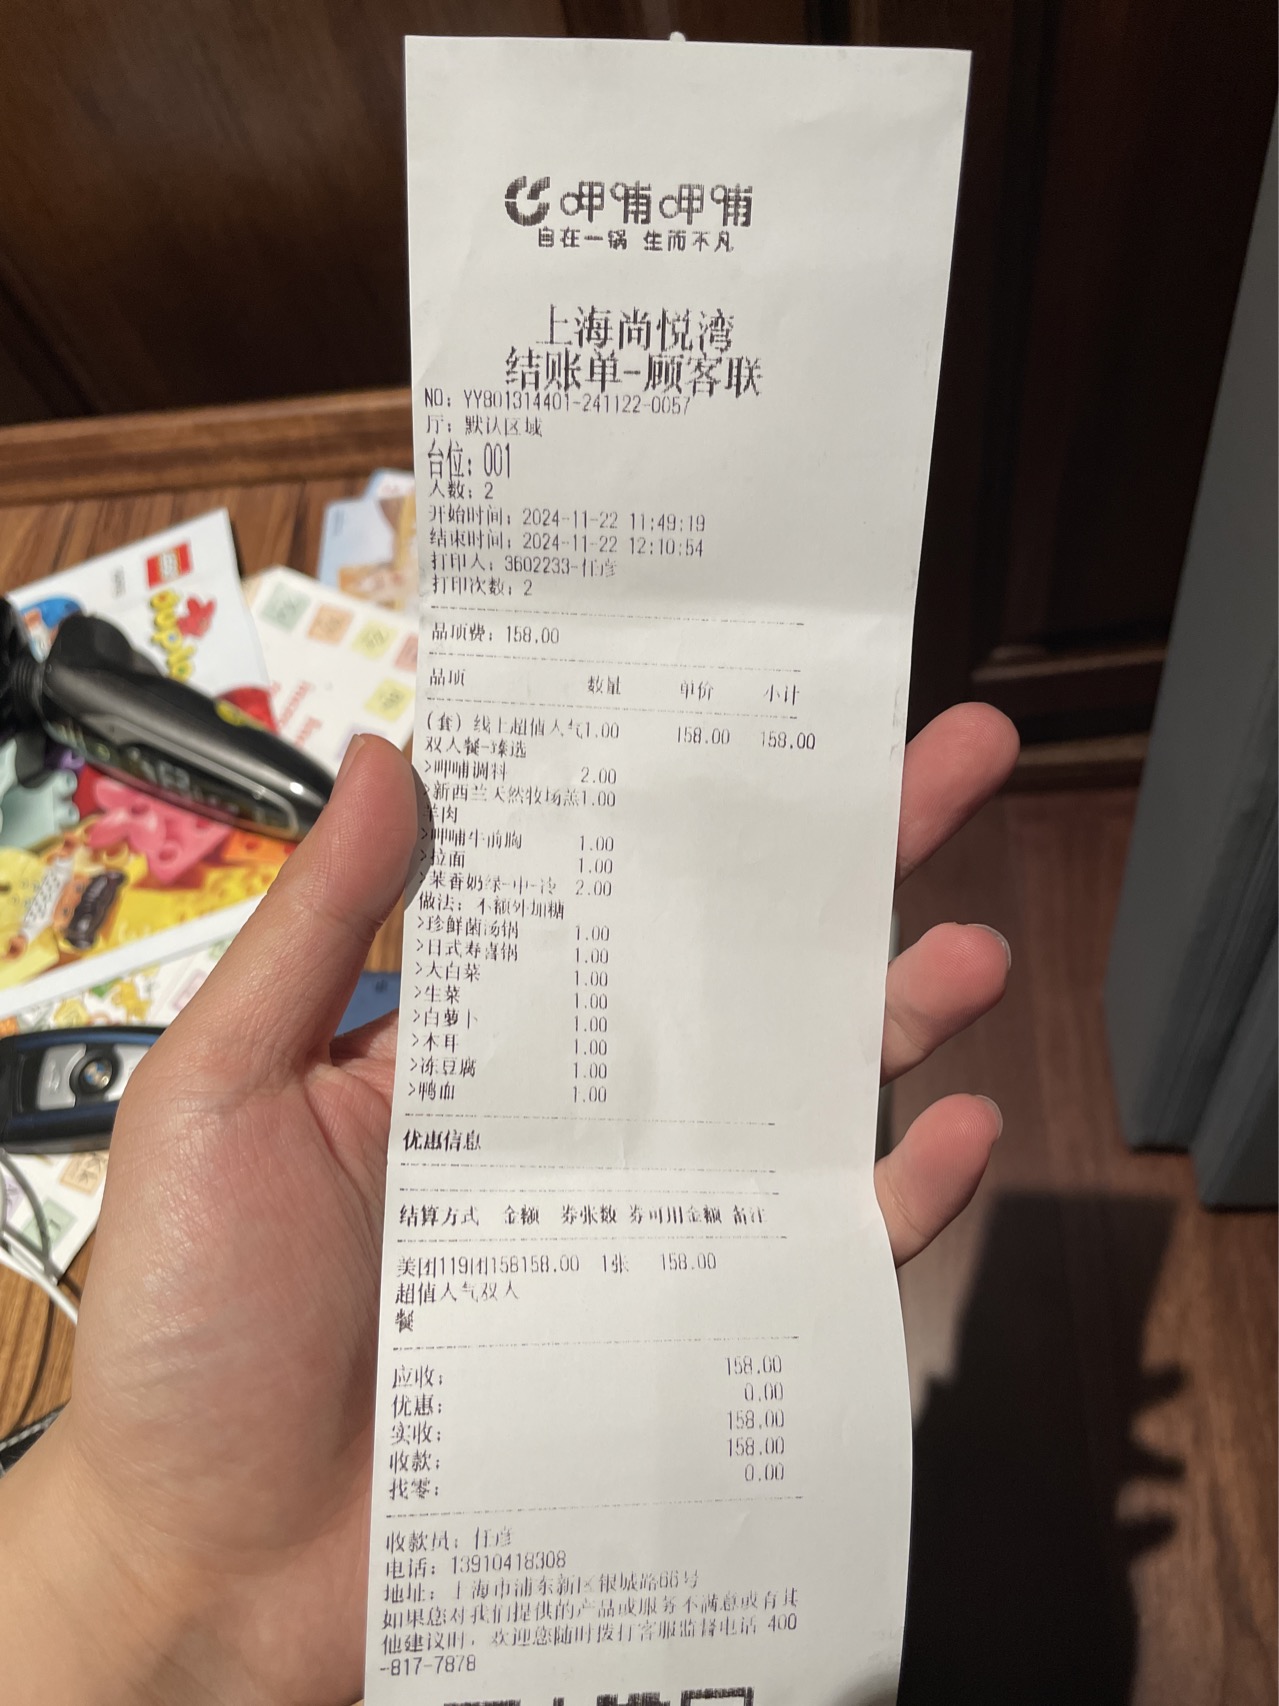 呷哺呷哺
自在一锅 生而不凡
上海尚悦湾
结账单-顾客联
NO: YY801314401-241122-0057
厅: 默认区域
台位: 001
人数: 2
开始时间: 2024-11-22 11:49:19
结束时间: 2024-11-22 12:10:54
打印人: 3602233-任彦
打印次数: 2
品项费: 158.00
品项 数量 单价 小计
(套) 线上超值人气1.00 158.00 158.00
双人餐-臻选
>呷哺调料 2.00
>新西兰天然牧场羔1.00
羊肉
>呷哺牛前胸 1.00
>拉面 1.00
>茉香奶绿-中-冷 2.00
做法: 不额外加糖
>珍鲜菌汤锅 1.00
>日式寿喜锅 1.00
>大白菜 1.00
>生菜 1.00
>白萝卜 1.00
>木耳 1.00
>冻豆腐 1.00
>鸭血 1.00
优惠信息
结算方式 金额 券张数 券可用金额 备注
美团119团158158.00 1张 158.00
超值人气双人
餐
应收: 158.00
优惠: 0.00
实收: 158.00
收款: 158.00
找零: 0.00
收款员: 任彦
电话: 13910418308
地址: 上海市浦东新区银城路66号
如果您对我们提供的产品或服务不满意或有其
他建议时, 欢迎您随时拨打客服监督电话 400
-817-7878